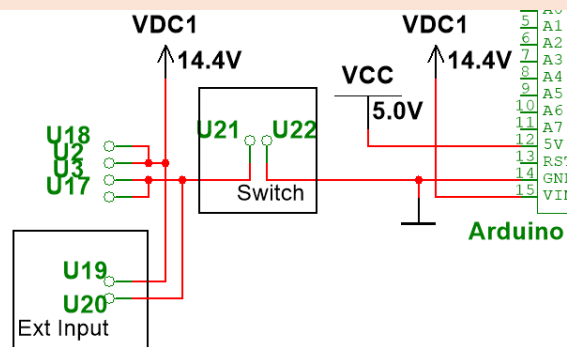 VDC1
14.4V
U18
U2
U3
U17
U21
U22
Switch
U19
U20
Ext Input
VCC
5.0V
VDC1
14.4V
5 A1
6 A2
7 A3
8 A4
9 A5
10 A6
11 A7
12 5V
13 RST
14 GND
15 VIN
Arduino